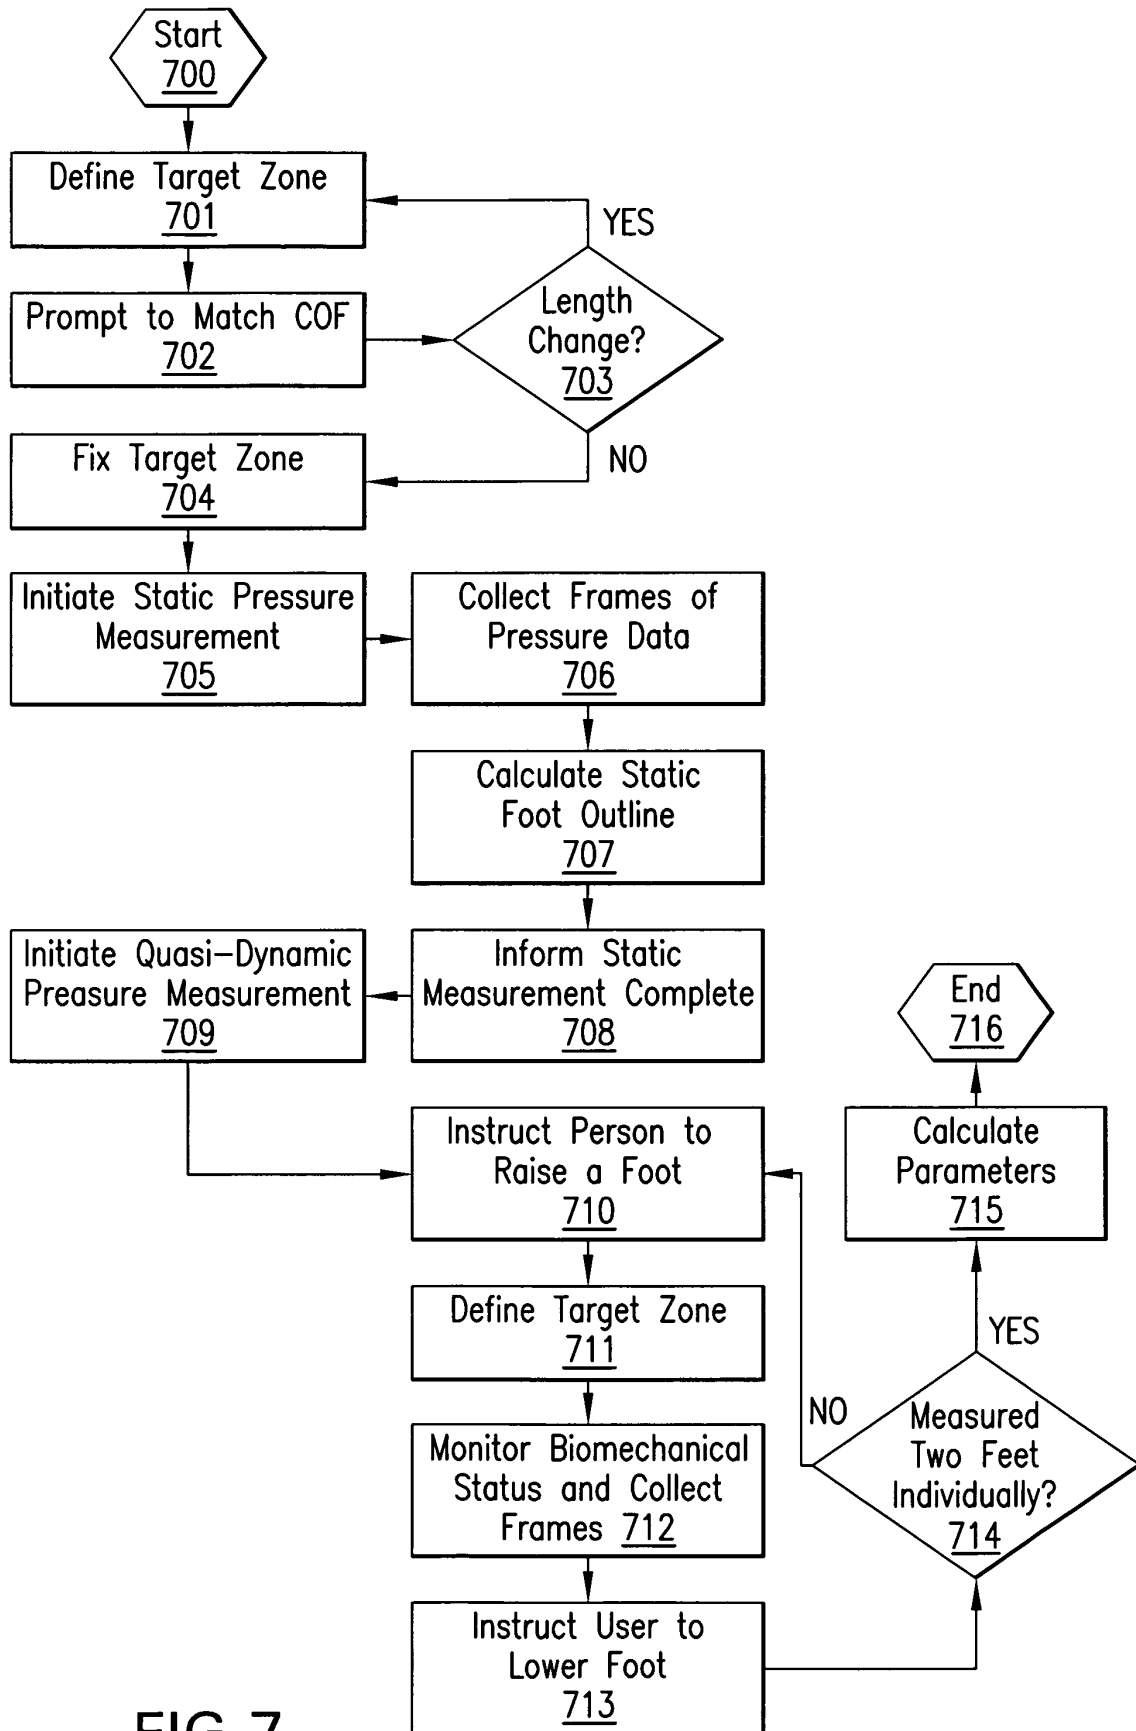 Start
700
Define Target Zone
701
YES
Prompt to Match COF
702
Length
Change?
703
NO
Fix Target Zone
704
Initiate Static Pressure
Measurement
705
Collect Frames of
Pressure Data
706
Calculate Static
Foot Outline
707
Inform Static
Measurement Complete
708
Initiate Quasi-Dynamic
Preasure Measurement
709
Instruct Person to
Raise a Foot
710
Define Target Zone
711
Monitor Biomechanical
Status and Collect
Frames 712
Instruct User to
Lower Foot
713
Measured
Two Feet
Individually?
714
NO
YES
Calculate
Parameters
715
End
716
FIG. 7